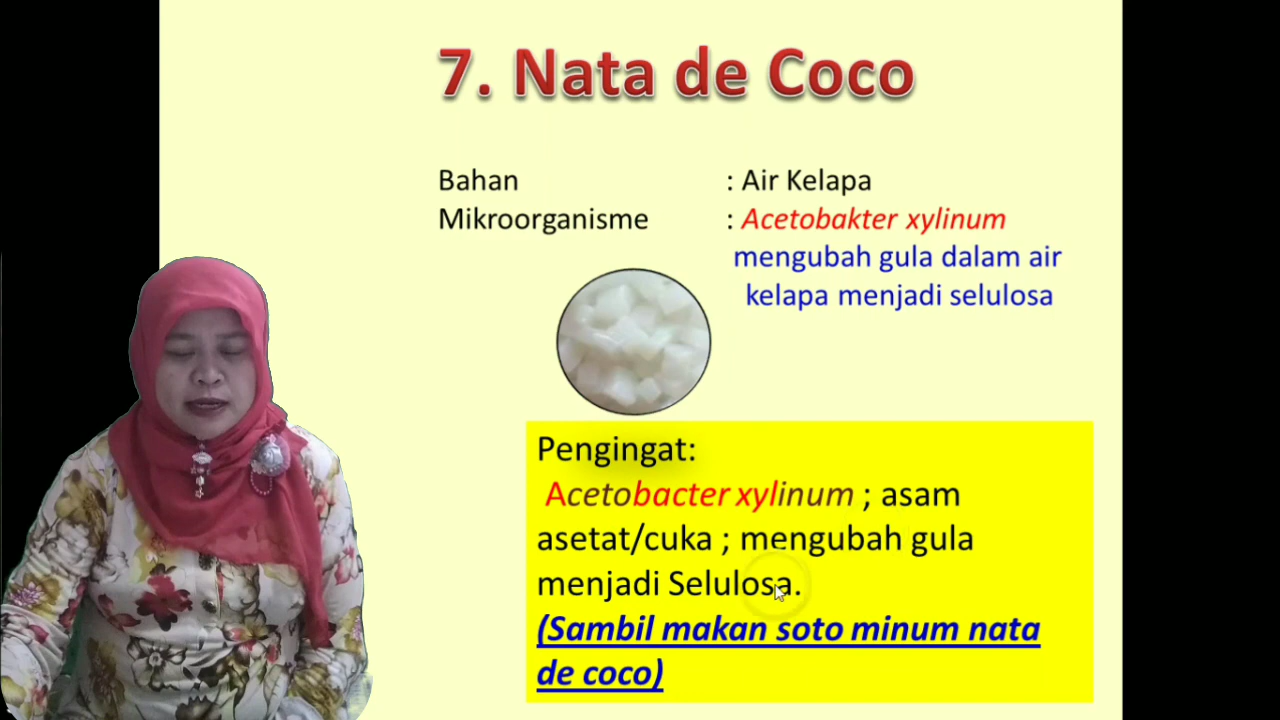 7. Nata de Coco
Bahan : Air Kelapa
Mikroorganisme : Acetobakter xylinum
mengubah gula dalam air
kelapa menjadi selulosa
Pengingat:
Acetobacter xylinum ; asam
asetat/cuka ; mengubah gula
menjadi Selulosa.
(Sambil makan soto minum nata
de coco)